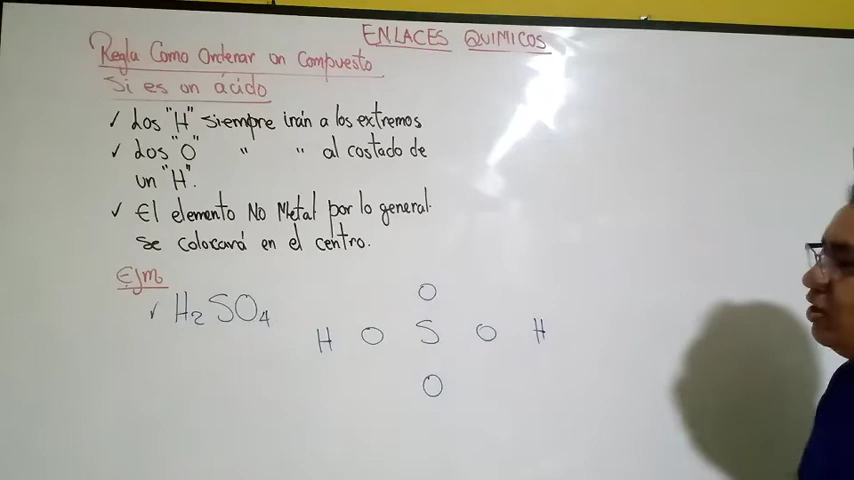 ENLACES QUIMICOS
Regla Como Ordenar un Compuesto
Si es un ácido
✓ Los "H" siempre irán a los extremos
✓ Los "O" " " al costado de
un "H".
✓ El elemento No Metal por lo general
se colocará en el centro.
Ejm
✓ H₂SO₄
O
H O S O H
O